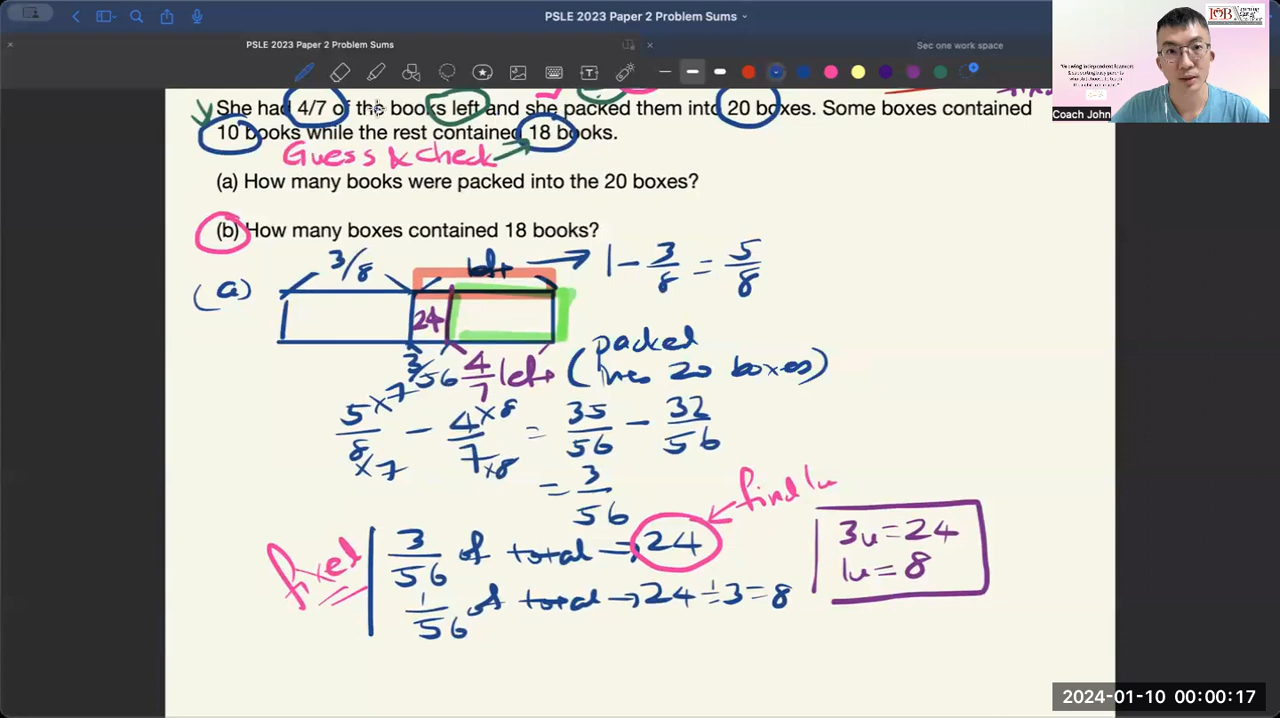 PSLE 2023 Paper 2 Problem Sums
PSLE 2023 Paper 2 Problem Sums
Sec one work space
Coach John
She had 4/7 of the books left and she packed them into 20 boxes. Some boxes contained
10 books while the rest contained 18 books.
Guess & check
(a) How many books were packed into the 20 boxes?
(b) How many boxes contained 18 books?
3/8 left → 1 - 3/8 = 5/8
(a)
24
3/56 4/7 left (packed
into 20 boxes)
5/8 ×7 ×7 - 4/7 ×8 ×8 = 35/56 - 32/56
= 3/56
find 1u
fixed 3/56 of total → 24
1/56 of total → 24 ÷ 3 = 8
3u = 24
1u = 8
2024-01-10 00:00:17